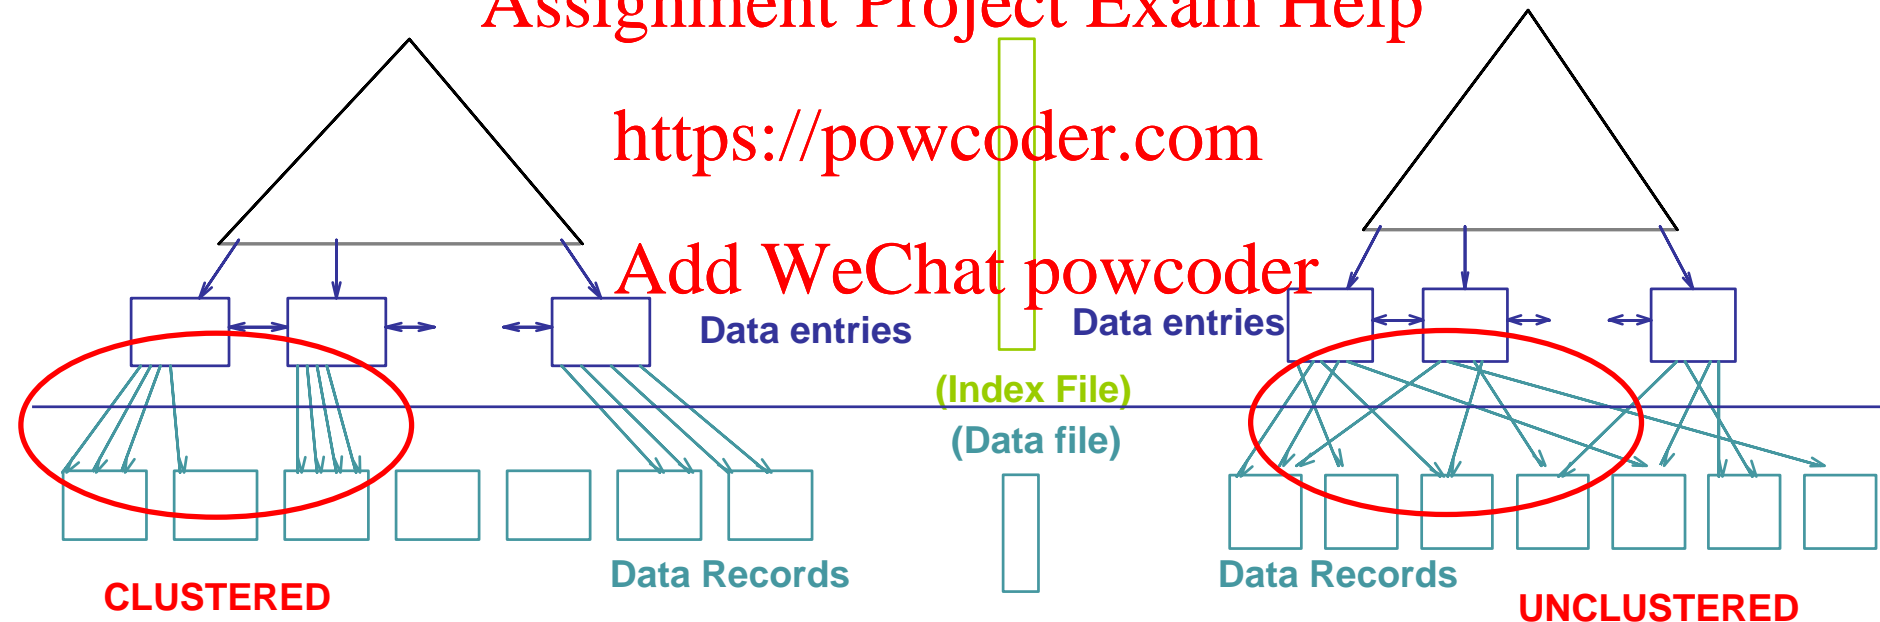 Assignment Project Exam Help
https://powcoder.com
Add WeChat powcoder
Data entries
Data entries
(Index File)
(Data file)
Data Records
Data Records
CLUSTERED
UNCLUSTERED